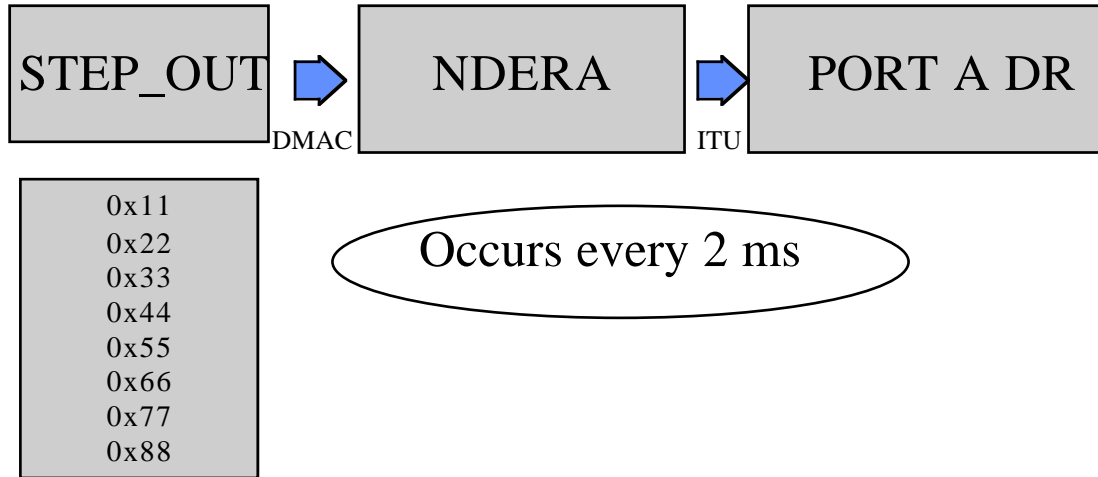 STEP_OUT
NDERA
PORT A DR
DMAC
ITU
0x11
0x22
0x33
0x44
0x55
0x66
0x77
0x88
Occurs every 2 ms